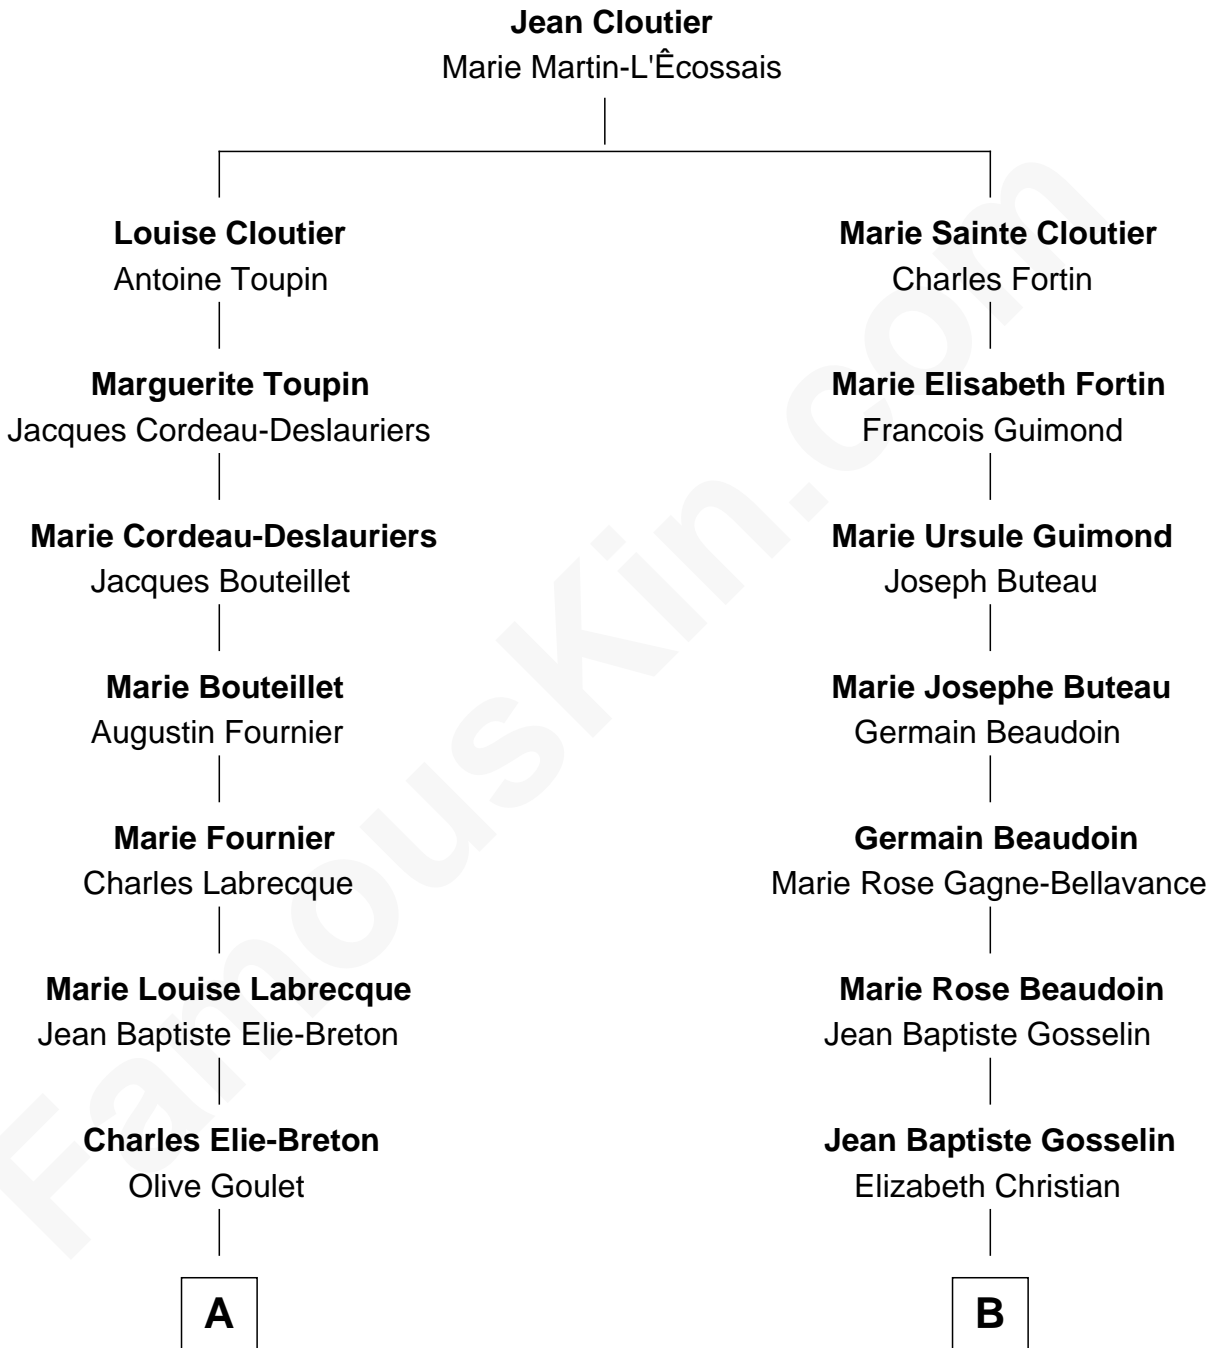 Jean Cloutier
Marie Martin-L'Êcossais
Louise Cloutier
Antoine Toupin
Marguerite Toupin
Jacques Cordeau-Deslauriers
Marie Cordeau-Deslauriers
Jacques Bouteillet
Marie Bouteillet
Augustin Fournier
Marie Fournier
Charles Labrecque
Marie Louise Labrecque
Jean Baptiste Elie-Breton
Charles Elie-Breton
Olive Goulet
A
Marie Sainte Cloutier
Charles Fortin
Marie Elisabeth Fortin
Francois Guimond
Marie Ursule Guimond
Joseph Buteau
Marie Josephe Buteau
Germain Beaudoin
Germain Beaudoin
Marie Rose Gagne-Bellavance
Marie Rose Beaudoin
Jean Baptiste Gosselin
Jean Baptiste Gosselin
Elizabeth Christian
B
FamousKin.com